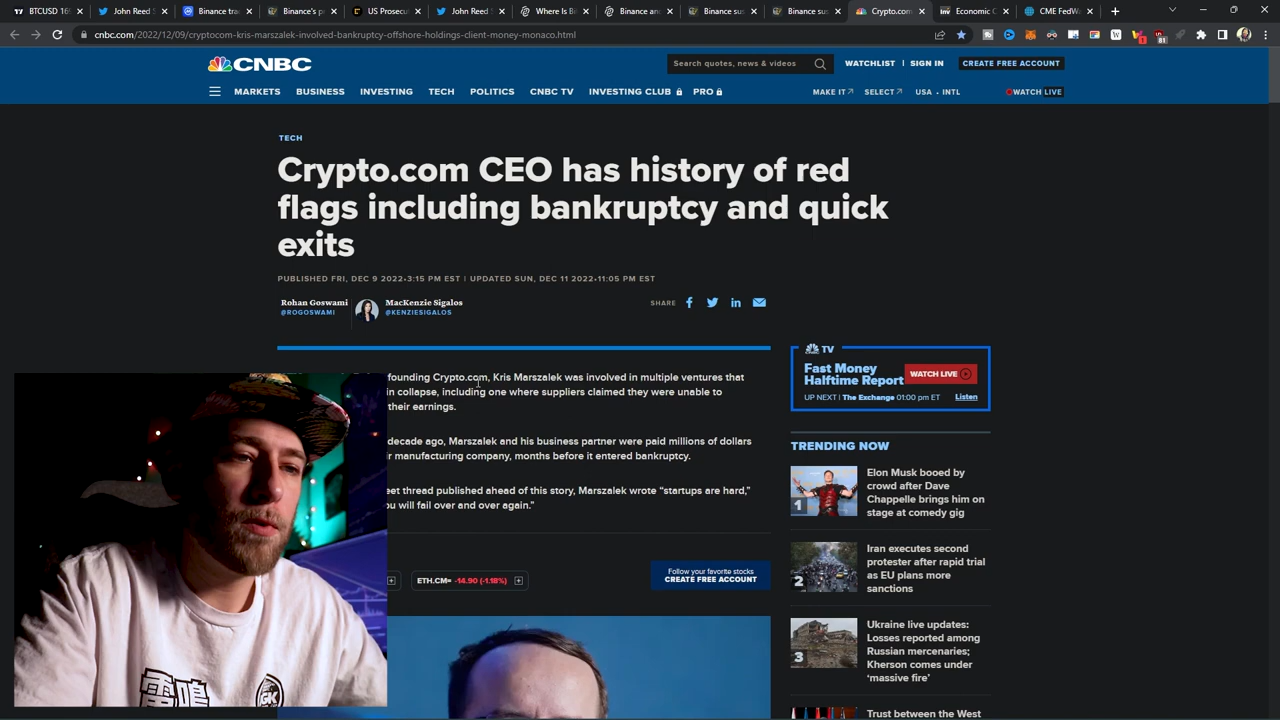 BTCUSD 16
John Reed S
Binance trac
Binance's p
US Prosecu
John Reed S
Where Is Bi
Binance and
Binance sus
Binance sus
Crypto.com
Economic C
CME FedWa
cnbc.com/2022/12/09/cryptocom-kris-marszalek-involved-bankruptcy-offshore-holdings-client-money-monaco.html
CNBC
Search quotes, news & videos
WATCHLIST
SIGN IN
CREATE FREE ACCOUNT
MARKETS
BUSINESS
INVESTING
TECH
POLITICS
CNBC TV
INVESTING CLUB
PRO
MAKE IT
SELECT
USA • INTL
WATCH LIVE
TECH
Crypto.com CEO has history of red
flags including bankruptcy and quick
exits
PUBLISHED FRI, DEC 9 2022•3:15 PM EST | UPDATED SUN, DEC 11 2022•11:05 PM EST
Rohan Goswami
@ROGOSWAMI
MacKenzie Sigalos
@KENZIESIGALOS
SHARE
founding Crypto.com, Kris Marszalek was involved in multiple ventures that
in collapse, including one where suppliers claimed they were unable to
their earnings.
decade ago, Marszalek and his business partner were paid millions of dollars
manufacturing company, months before it entered bankruptcy.
eet thread published ahead of this story, Marszalek wrote “startups are hard,”
ou will fail over and over again.”
ETH.CM= -14.90 (-1.18%)
Follow your favorite stocks
CREATE FREE ACCOUNT
TV
Fast Money
Halftime Report
WATCH LIVE
UP NEXT | The Exchange 01:00 pm ET
Listen
TRENDING NOW
1
Elon Musk booed by
crowd after Dave
Chappelle brings him on
stage at comedy gig
2
Iran executes second
protester after rapid trial
as EU plans more
sanctions
3
Ukraine live updates:
Losses reported among
Russian mercenaries;
Kherson comes under
‘massive fire’
Trust between the West
雷鳴
GK